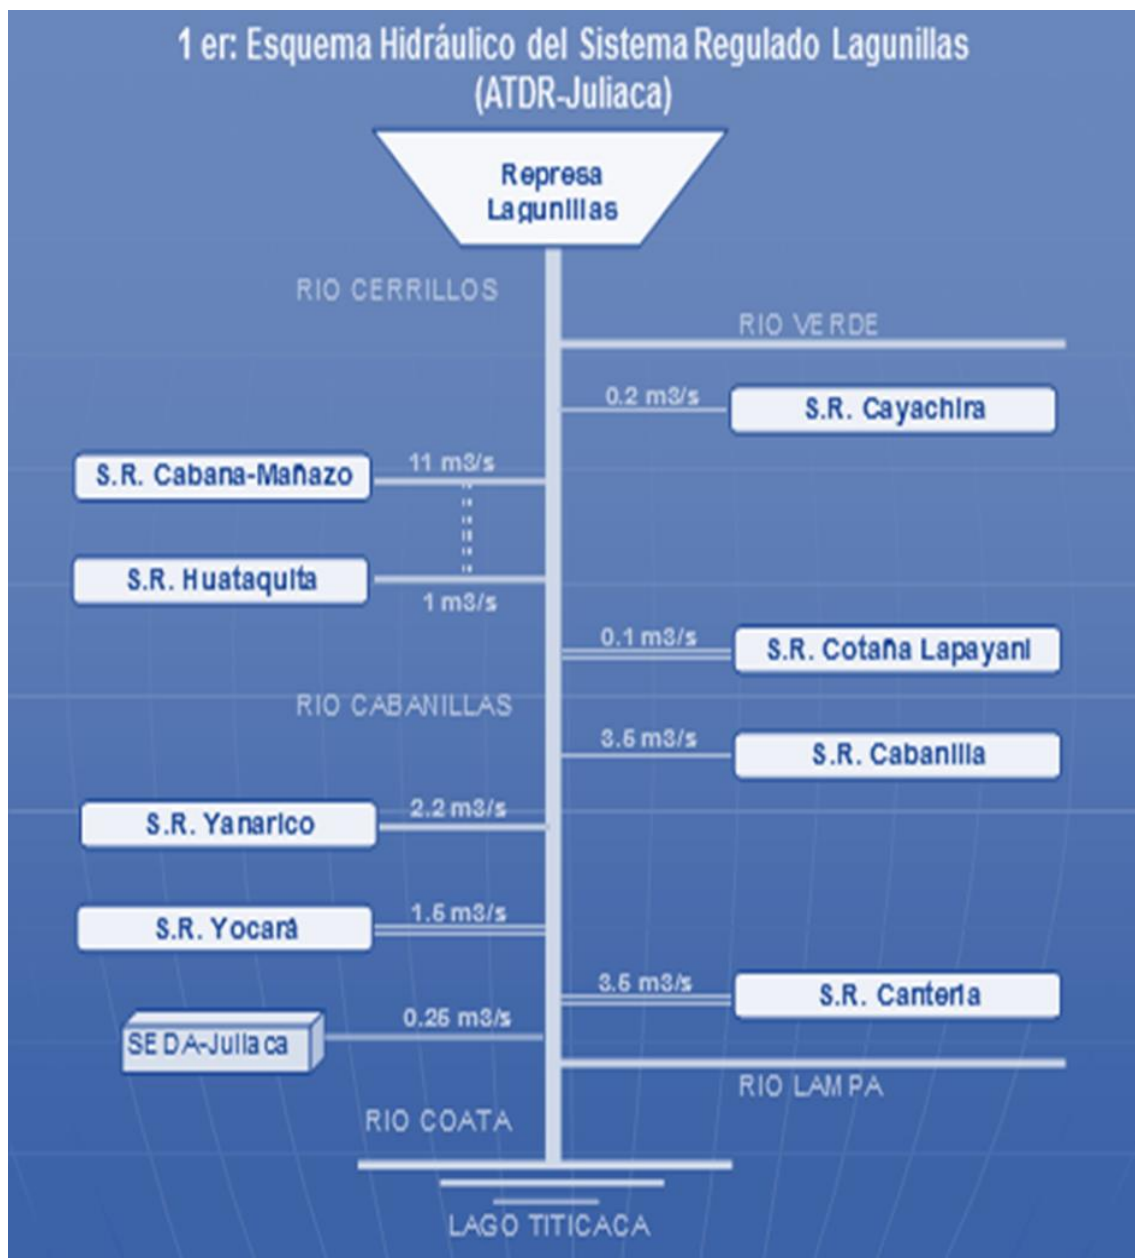 1 er: Esquema Hidráulico del Sistema Regulado Lagunillas
(ATDR-Juliaca)
Represa
Lagunillas
RIO CERRILLOS
RIO VERDE
0.2 m3/s
S.R. Cayachira
S.R. Cabana-Mañazo
11 m3/s
S.R. Huataquita
1 m3/s
0.1 m3/s
S.R. Cotaña Lapayani
RIO CABANILLAS
3.5 m3/s
S.R. Cabanilla
S.R. Yanarico
2.2 m3/s
S.R. Yocará
1.5 m3/s
3.5 m3/s
S.R. Canteria
SEDA-Juliaca
0.25 m3/s
RIO LAMPA
RIO COATA
LAGO TITICACA